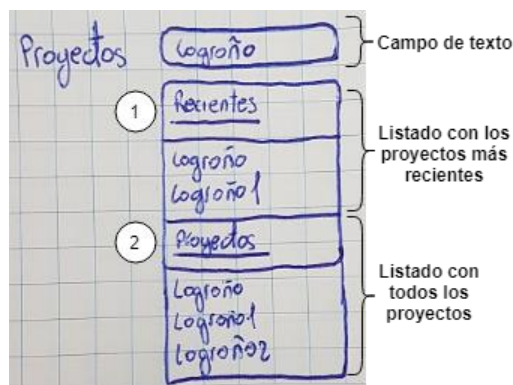 Proyectos
Logroño
Campo de texto
1
Recientes
Logroño
Logroño1
Listado con los
proyectos más
recientes
2
Proyectos
Logroño
Logroño1
Logroño2
Listado con
todos los
proyectos